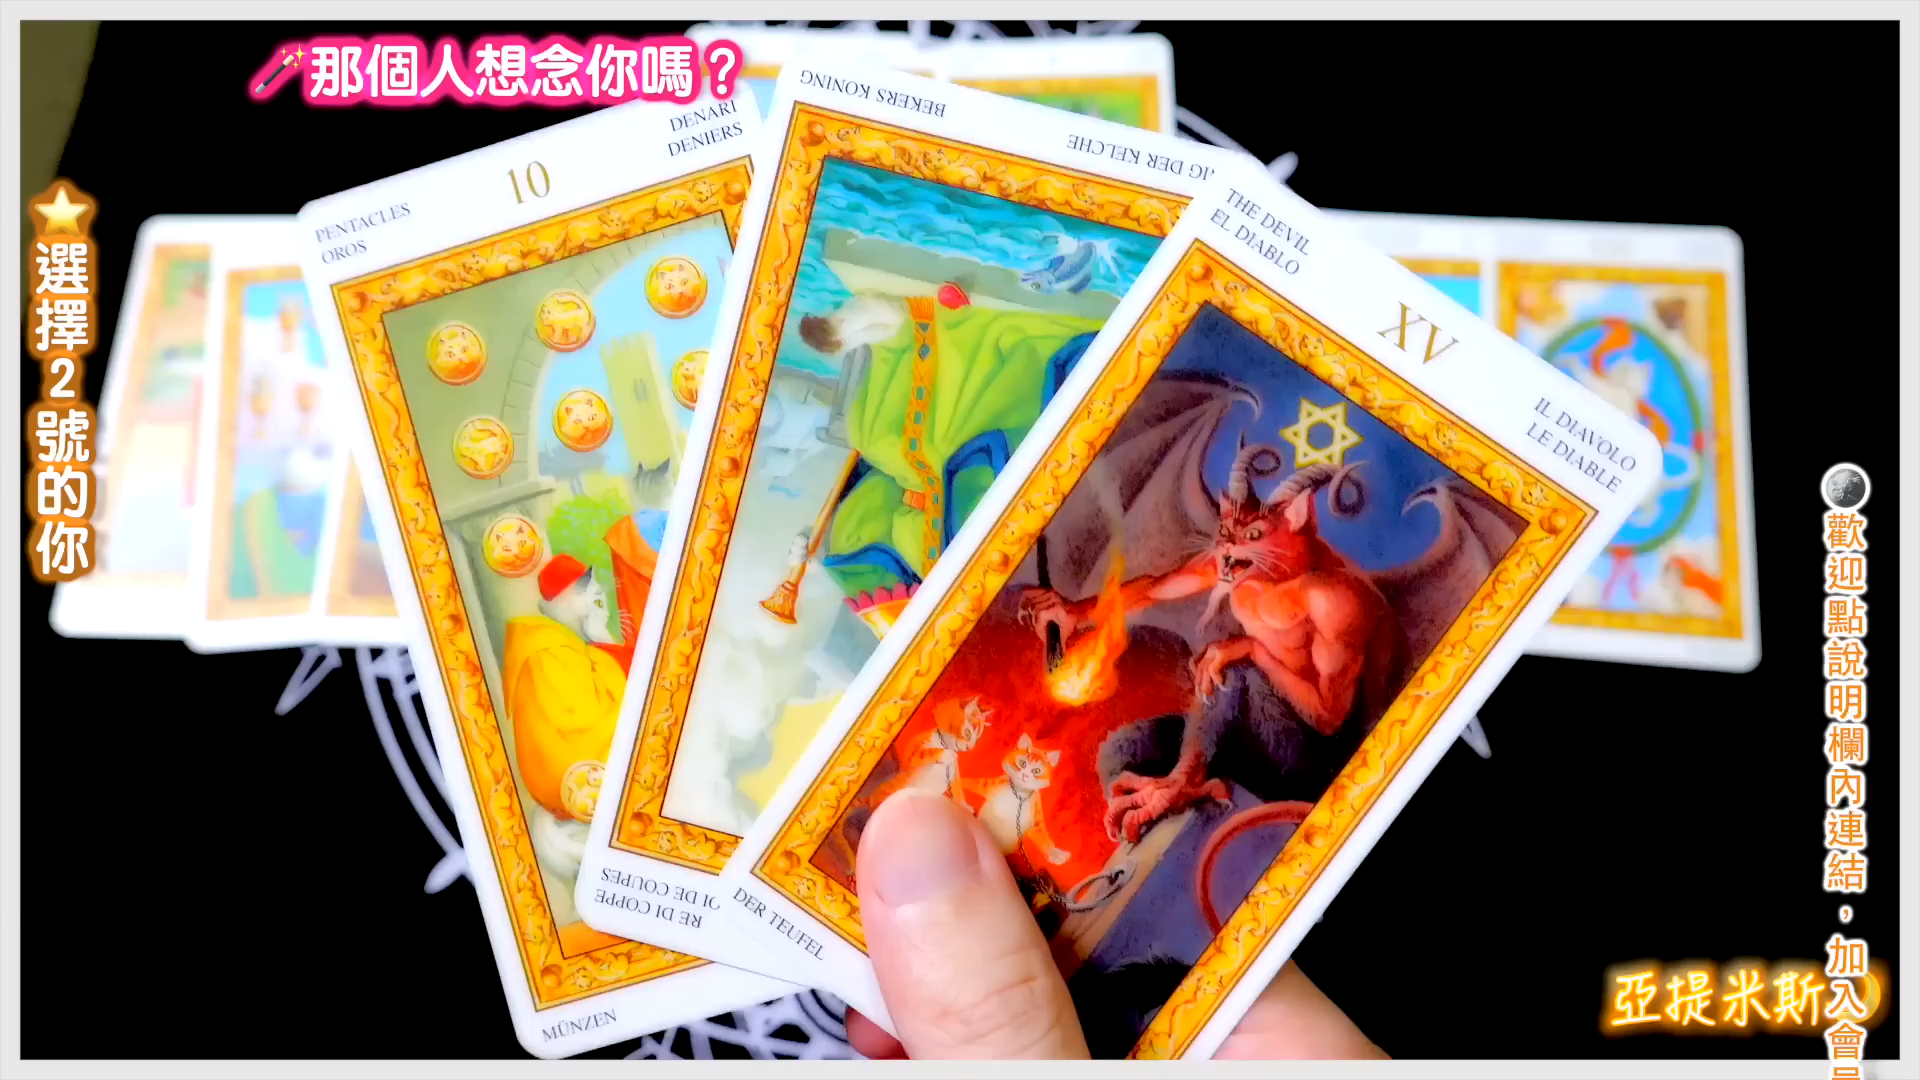 🪄那個人想念你嗎？
⭐選擇2號的你
PENTACLES
OROS
10
DENARI
DENIERS
MÜNZEN
BEKERS KONING
IG DER KELCHE
RE DI COPPE
OI DE COUPES
THE DEVIL
EL DIABLO
XV
IL DIAVOLO
LE DIABLE
DER TEUFEL
歡迎點說明欄內連結，加入會員
亞提米斯